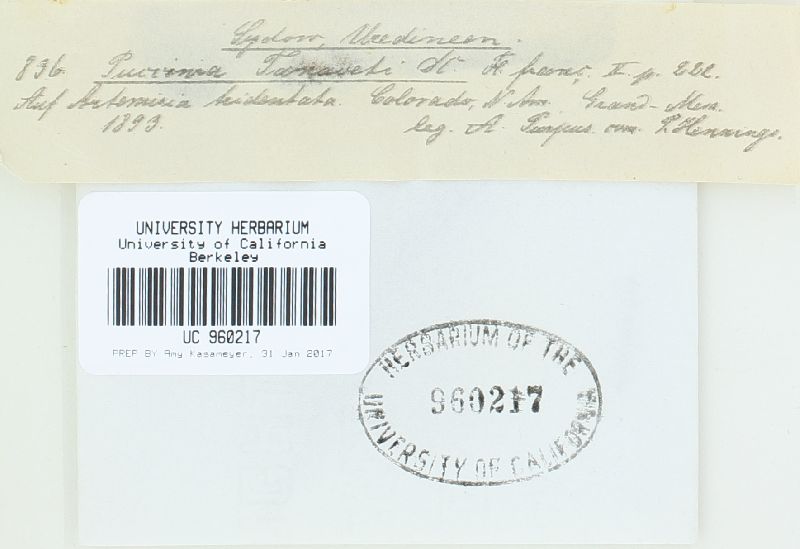 Sydow, Uredineen.
836. Puccinia Tanaceti DC. Fl. franç. II. p. 222.
Auf Artemisia tridentata. Colorado, N. Am. Grand-Mesa.
1893. leg. A. Purpus. com. P. Hennings.
UNIVERSITY HERBARIUM
University of California
Berkeley
UC 960217
PREP BY Amy Kasameyer, 31 Jan 2017
HERBARIUM OF THE
960217
UNIVERSITY OF CALIFORNIA